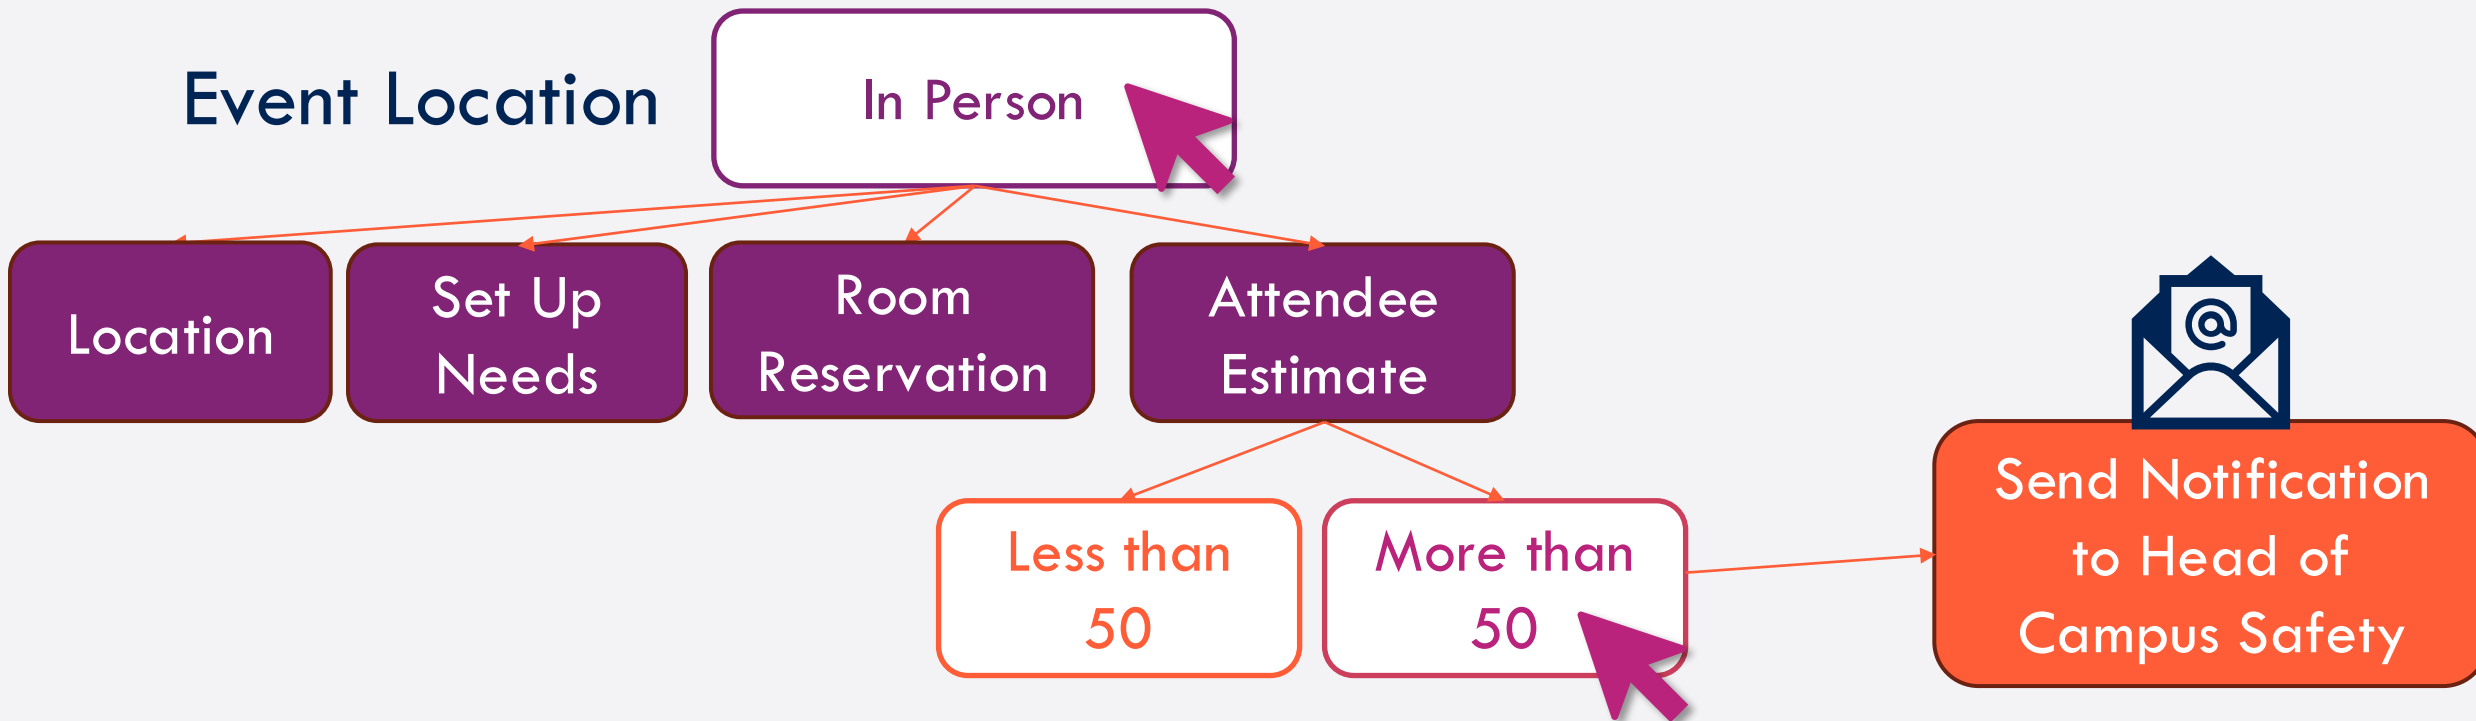 Event Location
In Person
Location
Set Up
Needs
Room
Reservation
Attendee
Estimate
Less than
50
More than
50
@
Send Notification
to Head of
Campus Safety